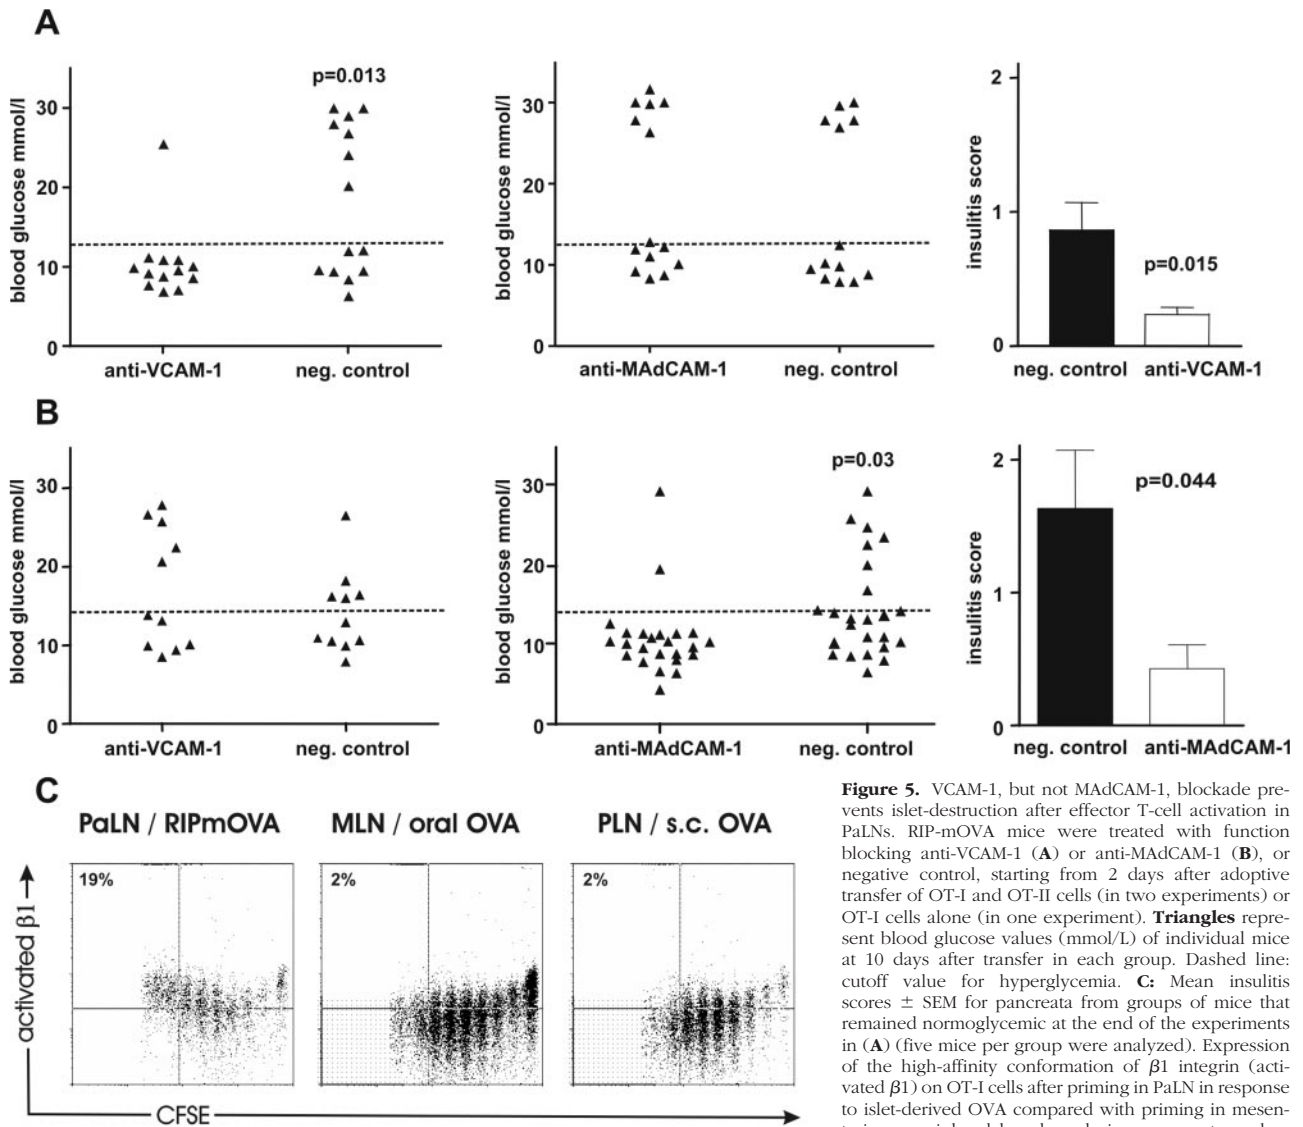 A
p=0.013
blood glucose mmol/l
30
20
10
0
anti-VCAM-1
neg. control
blood glucose mmol/l
30
20
10
0
anti-MAdCAM-1
neg. control
insulitis score
2
1
0
p=0.015
neg. control
anti-VCAM-1
B
blood glucose mmol/l
30
20
10
0
anti-VCAM-1
neg. control
p=0.03
blood glucose mmol/l
30
20
10
0
anti-MAdCAM-1
neg. control
insulitis score
2
1
0
p=0.044
neg. control
anti-MAdCAM-1
C
PaLN / RIPmOVA
MLN / oral OVA
PLN / s.c. OVA
19%
2%
2%
activated β1
CFSE
Figure 5. VCAM-1, but not MAdCAM-1, blockade pre-
vents islet-destruction after effector T-cell activation in
PaLNs. RIP-mOVA mice were treated with function
blocking anti-VCAM-1 (A) or anti-MAdCAM-1 (B), or
negative control, starting from 2 days after adoptive
transfer of OT-I and OT-II cells (in two experiments) or
OT-I cells alone (in one experiment). Triangles repre-
sent blood glucose values (mmol/L) of individual mice
at 10 days after transfer in each group. Dashed line:
cutoff value for hyperglycemia. C: Mean insulitis
scores ± SEM for pancreata from groups of mice that
remained normoglycemic at the end of the experiments
in (A) (five mice per group were analyzed). Expression
of the high-affinity conformation of β1 integrin (acti-
vated β1) on OT-I cells after priming in PaLN in response
to islet-derived OVA compared with priming in mesen-